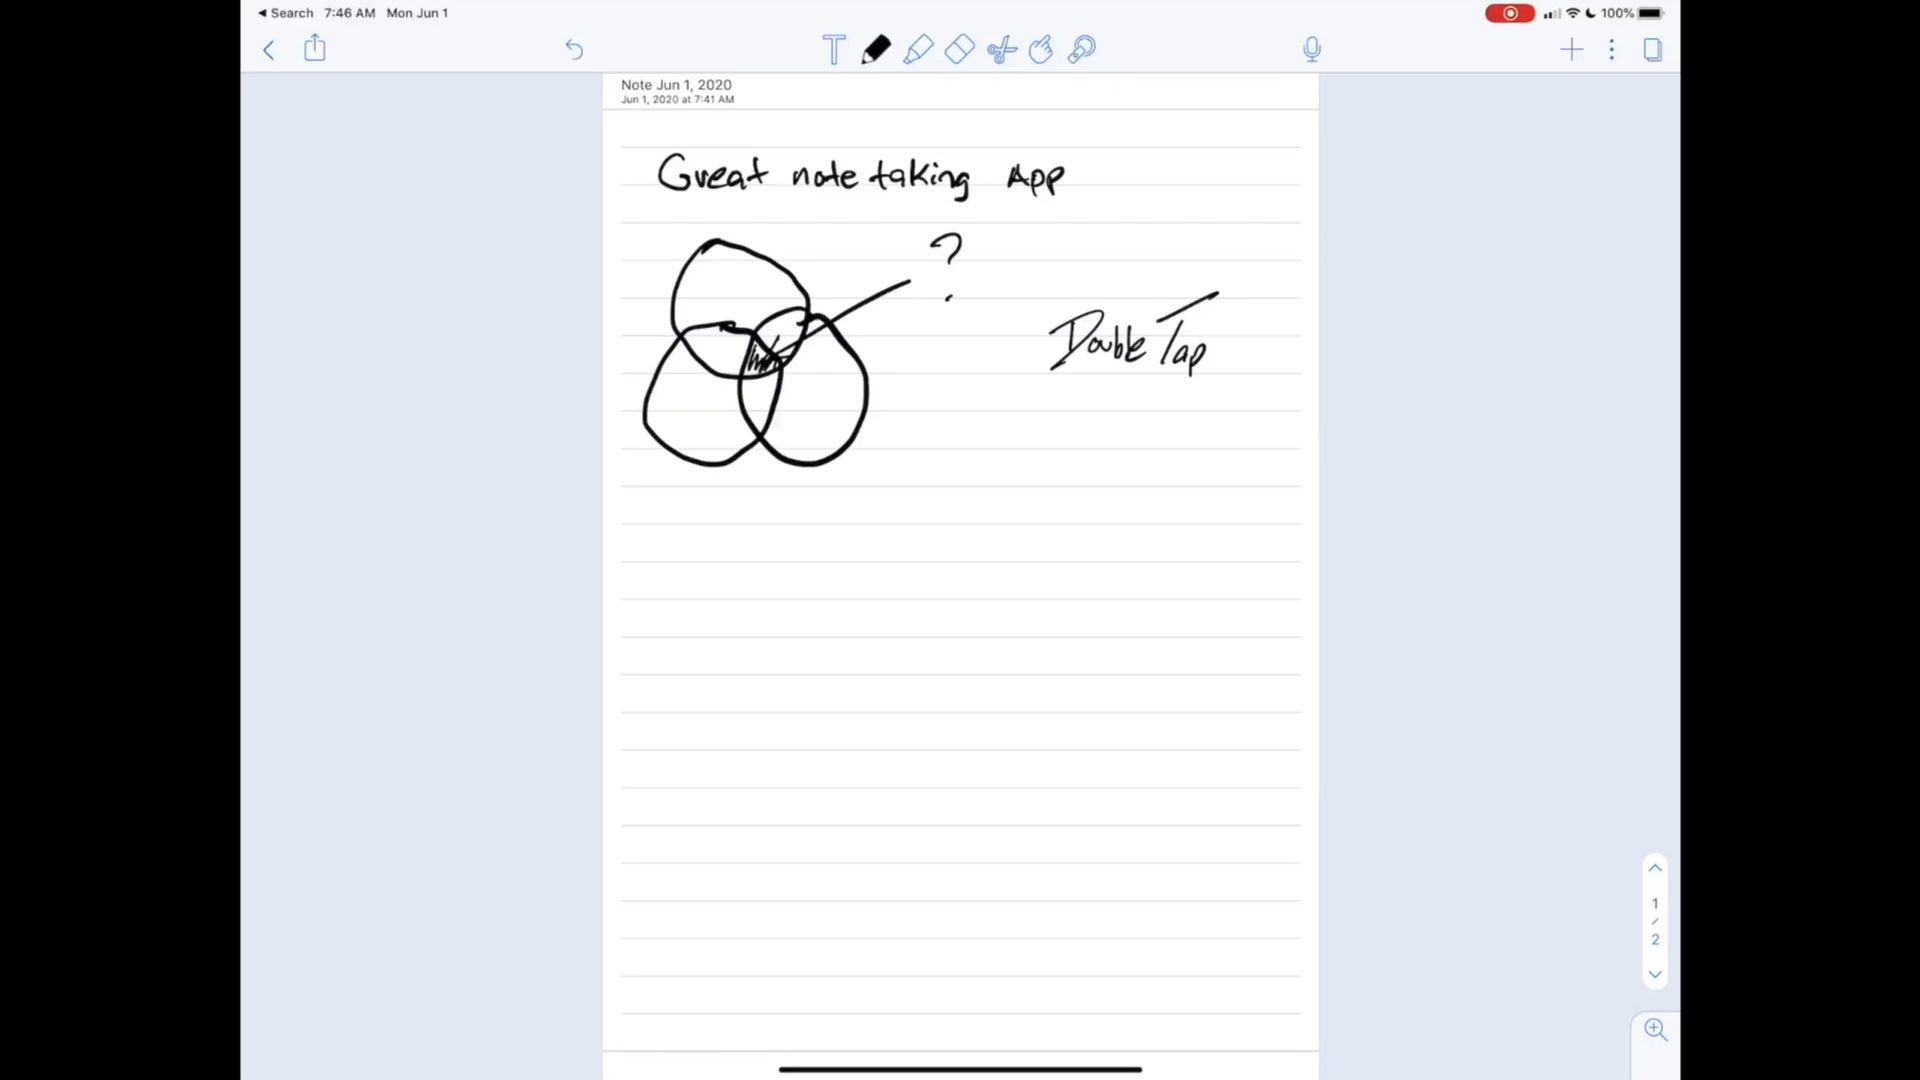 Search 7:46 AM Mon Jun 1
100%
Note Jun 1, 2020
Jun 1, 2020 at 7:41 AM
Great note taking App
?
Double Tap
1
/
2